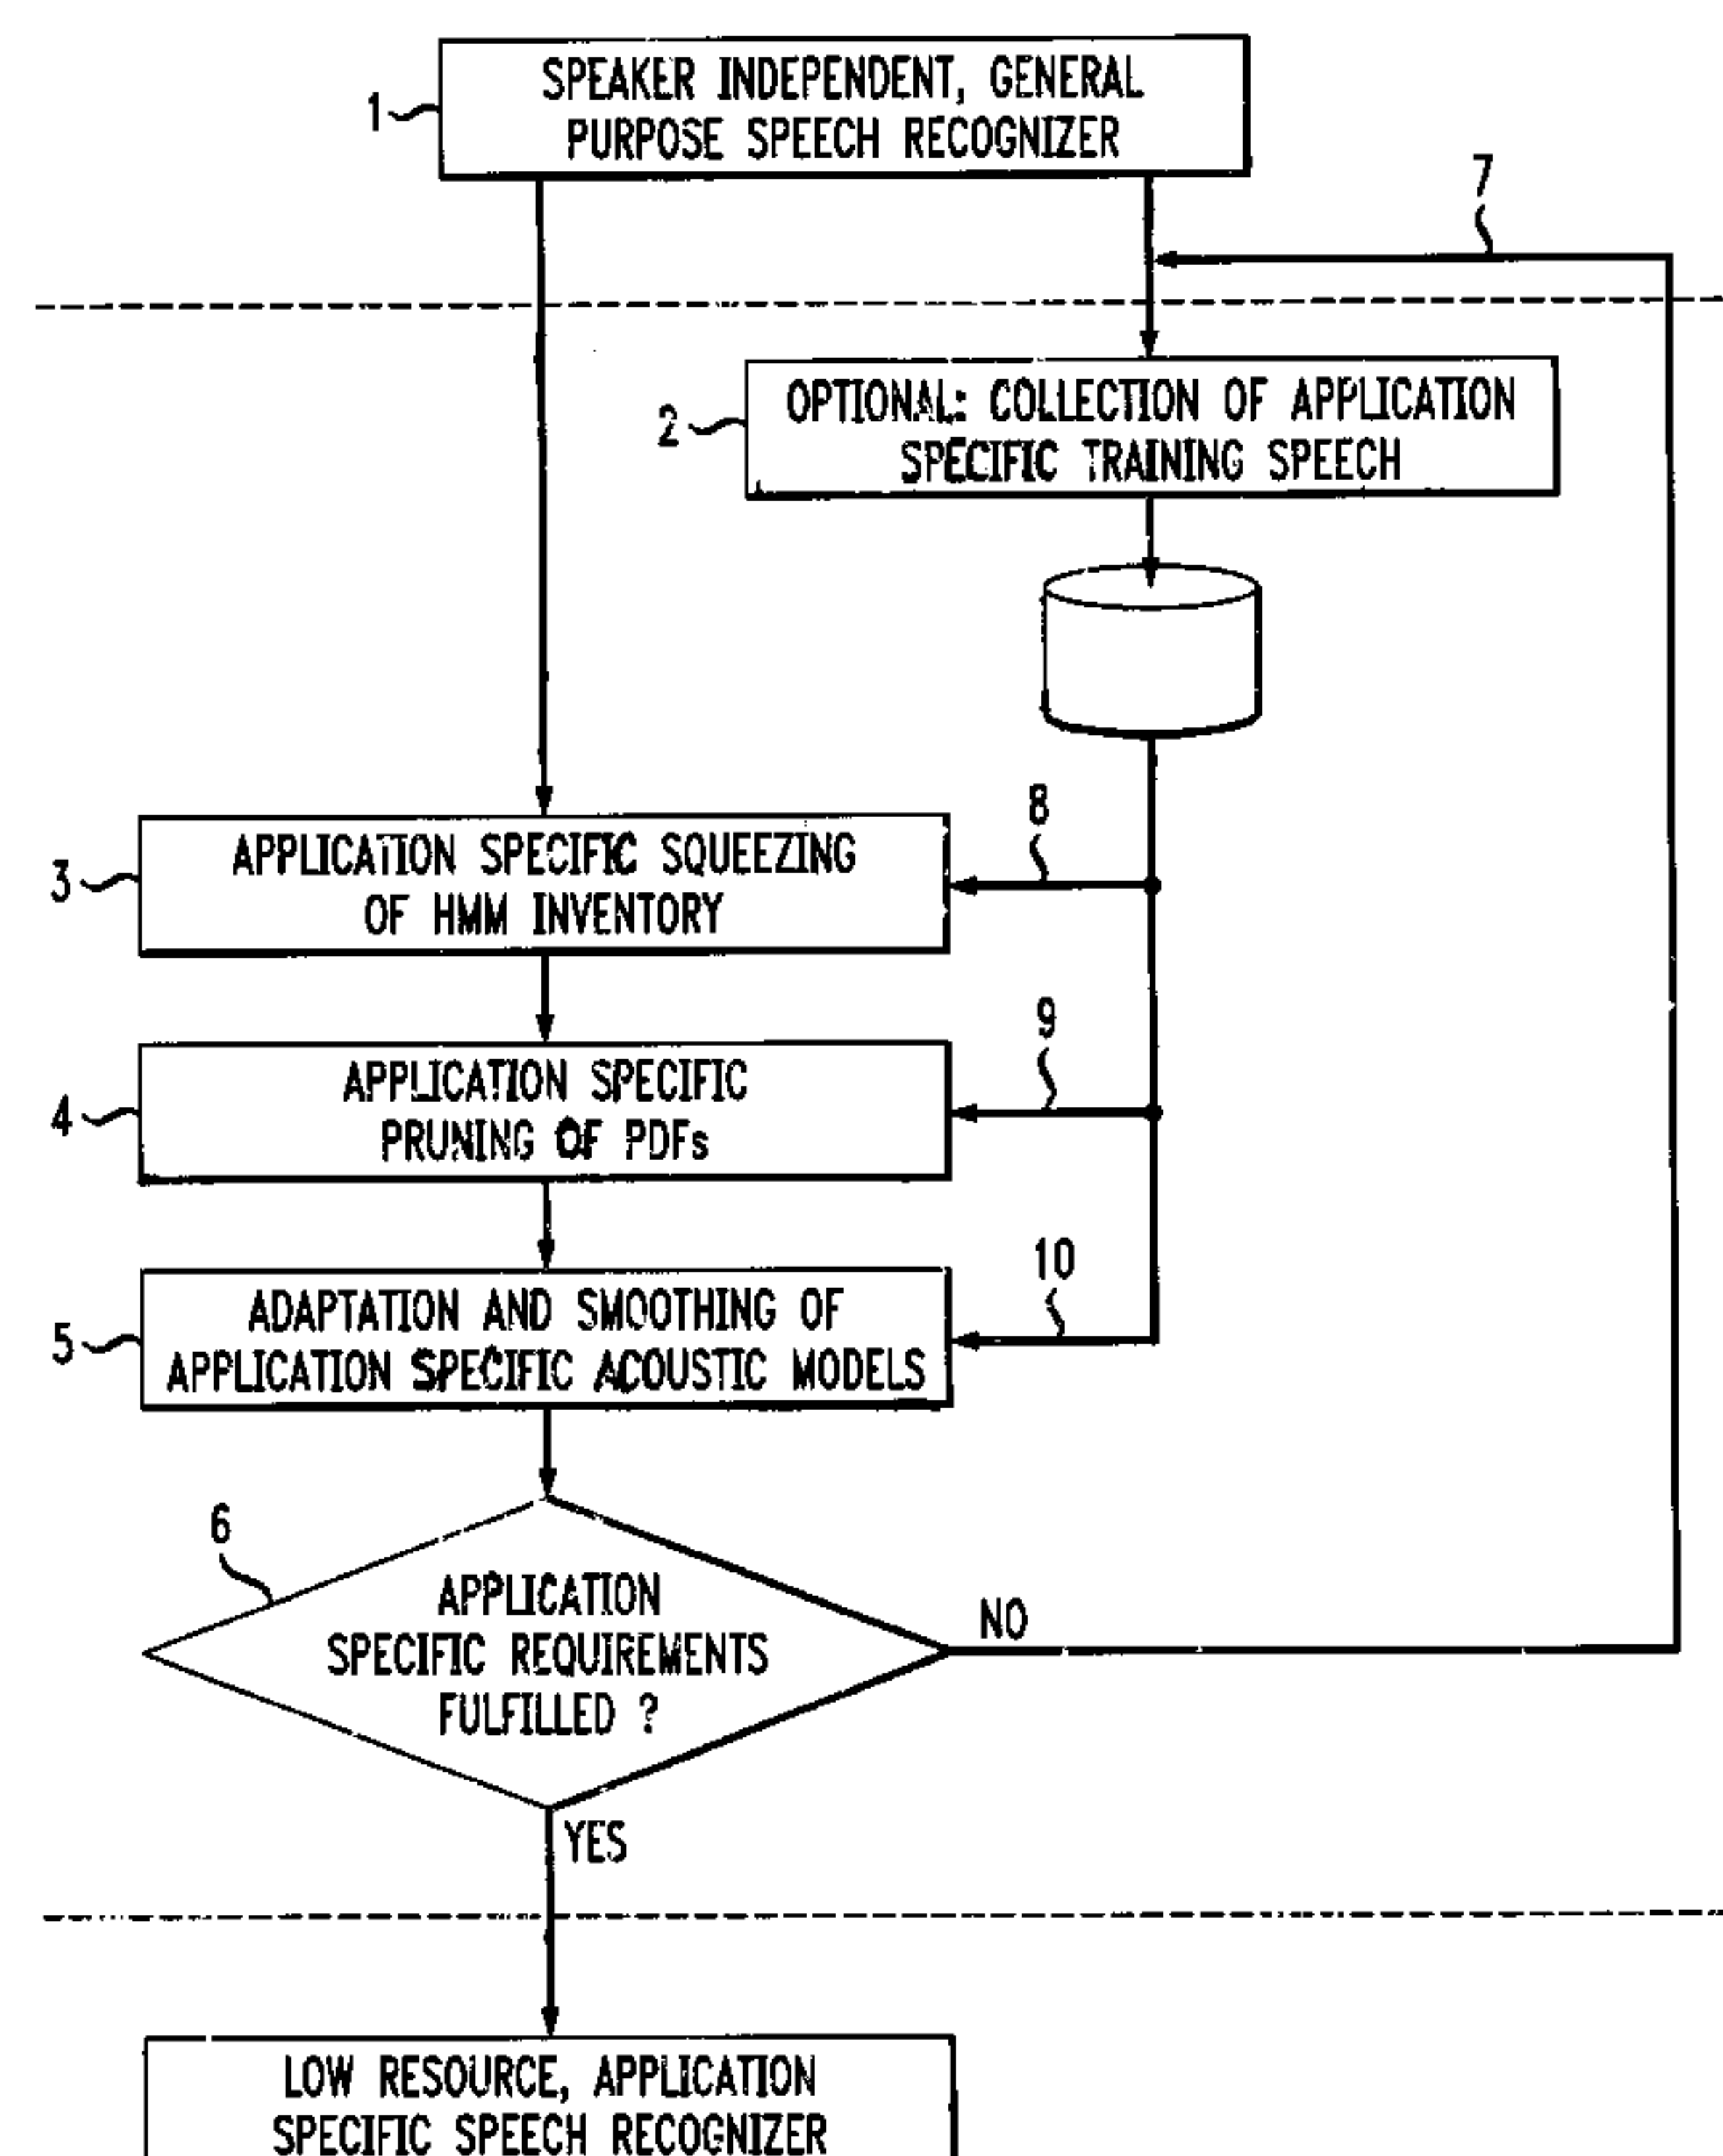 SPEAKER INDEPENDENT, GENERAL
PURPOSE SPEECH RECOGNIZER
1
7
OPTIONAL: COLLECTION OF APPLICATION
SPECIFIC TRAINING SPEECH
2
8
APPLICATION SPECIFIC SQUEEZING
OF HMM INVENTORY
3
9
APPLICATION SPECIFIC
PRUNING OF PDFs
4
10
ADAPTATION AND SMOOTHING OF
APPLICATION SPECIFIC ACOUSTIC MODELS
5
6
APPLICATION
SPECIFIC REQUIREMENTS
FULFILLED ?
NO
YES
LOW RESOURCE, APPLICATION
SPECIFIC SPEECH RECOGNIZER